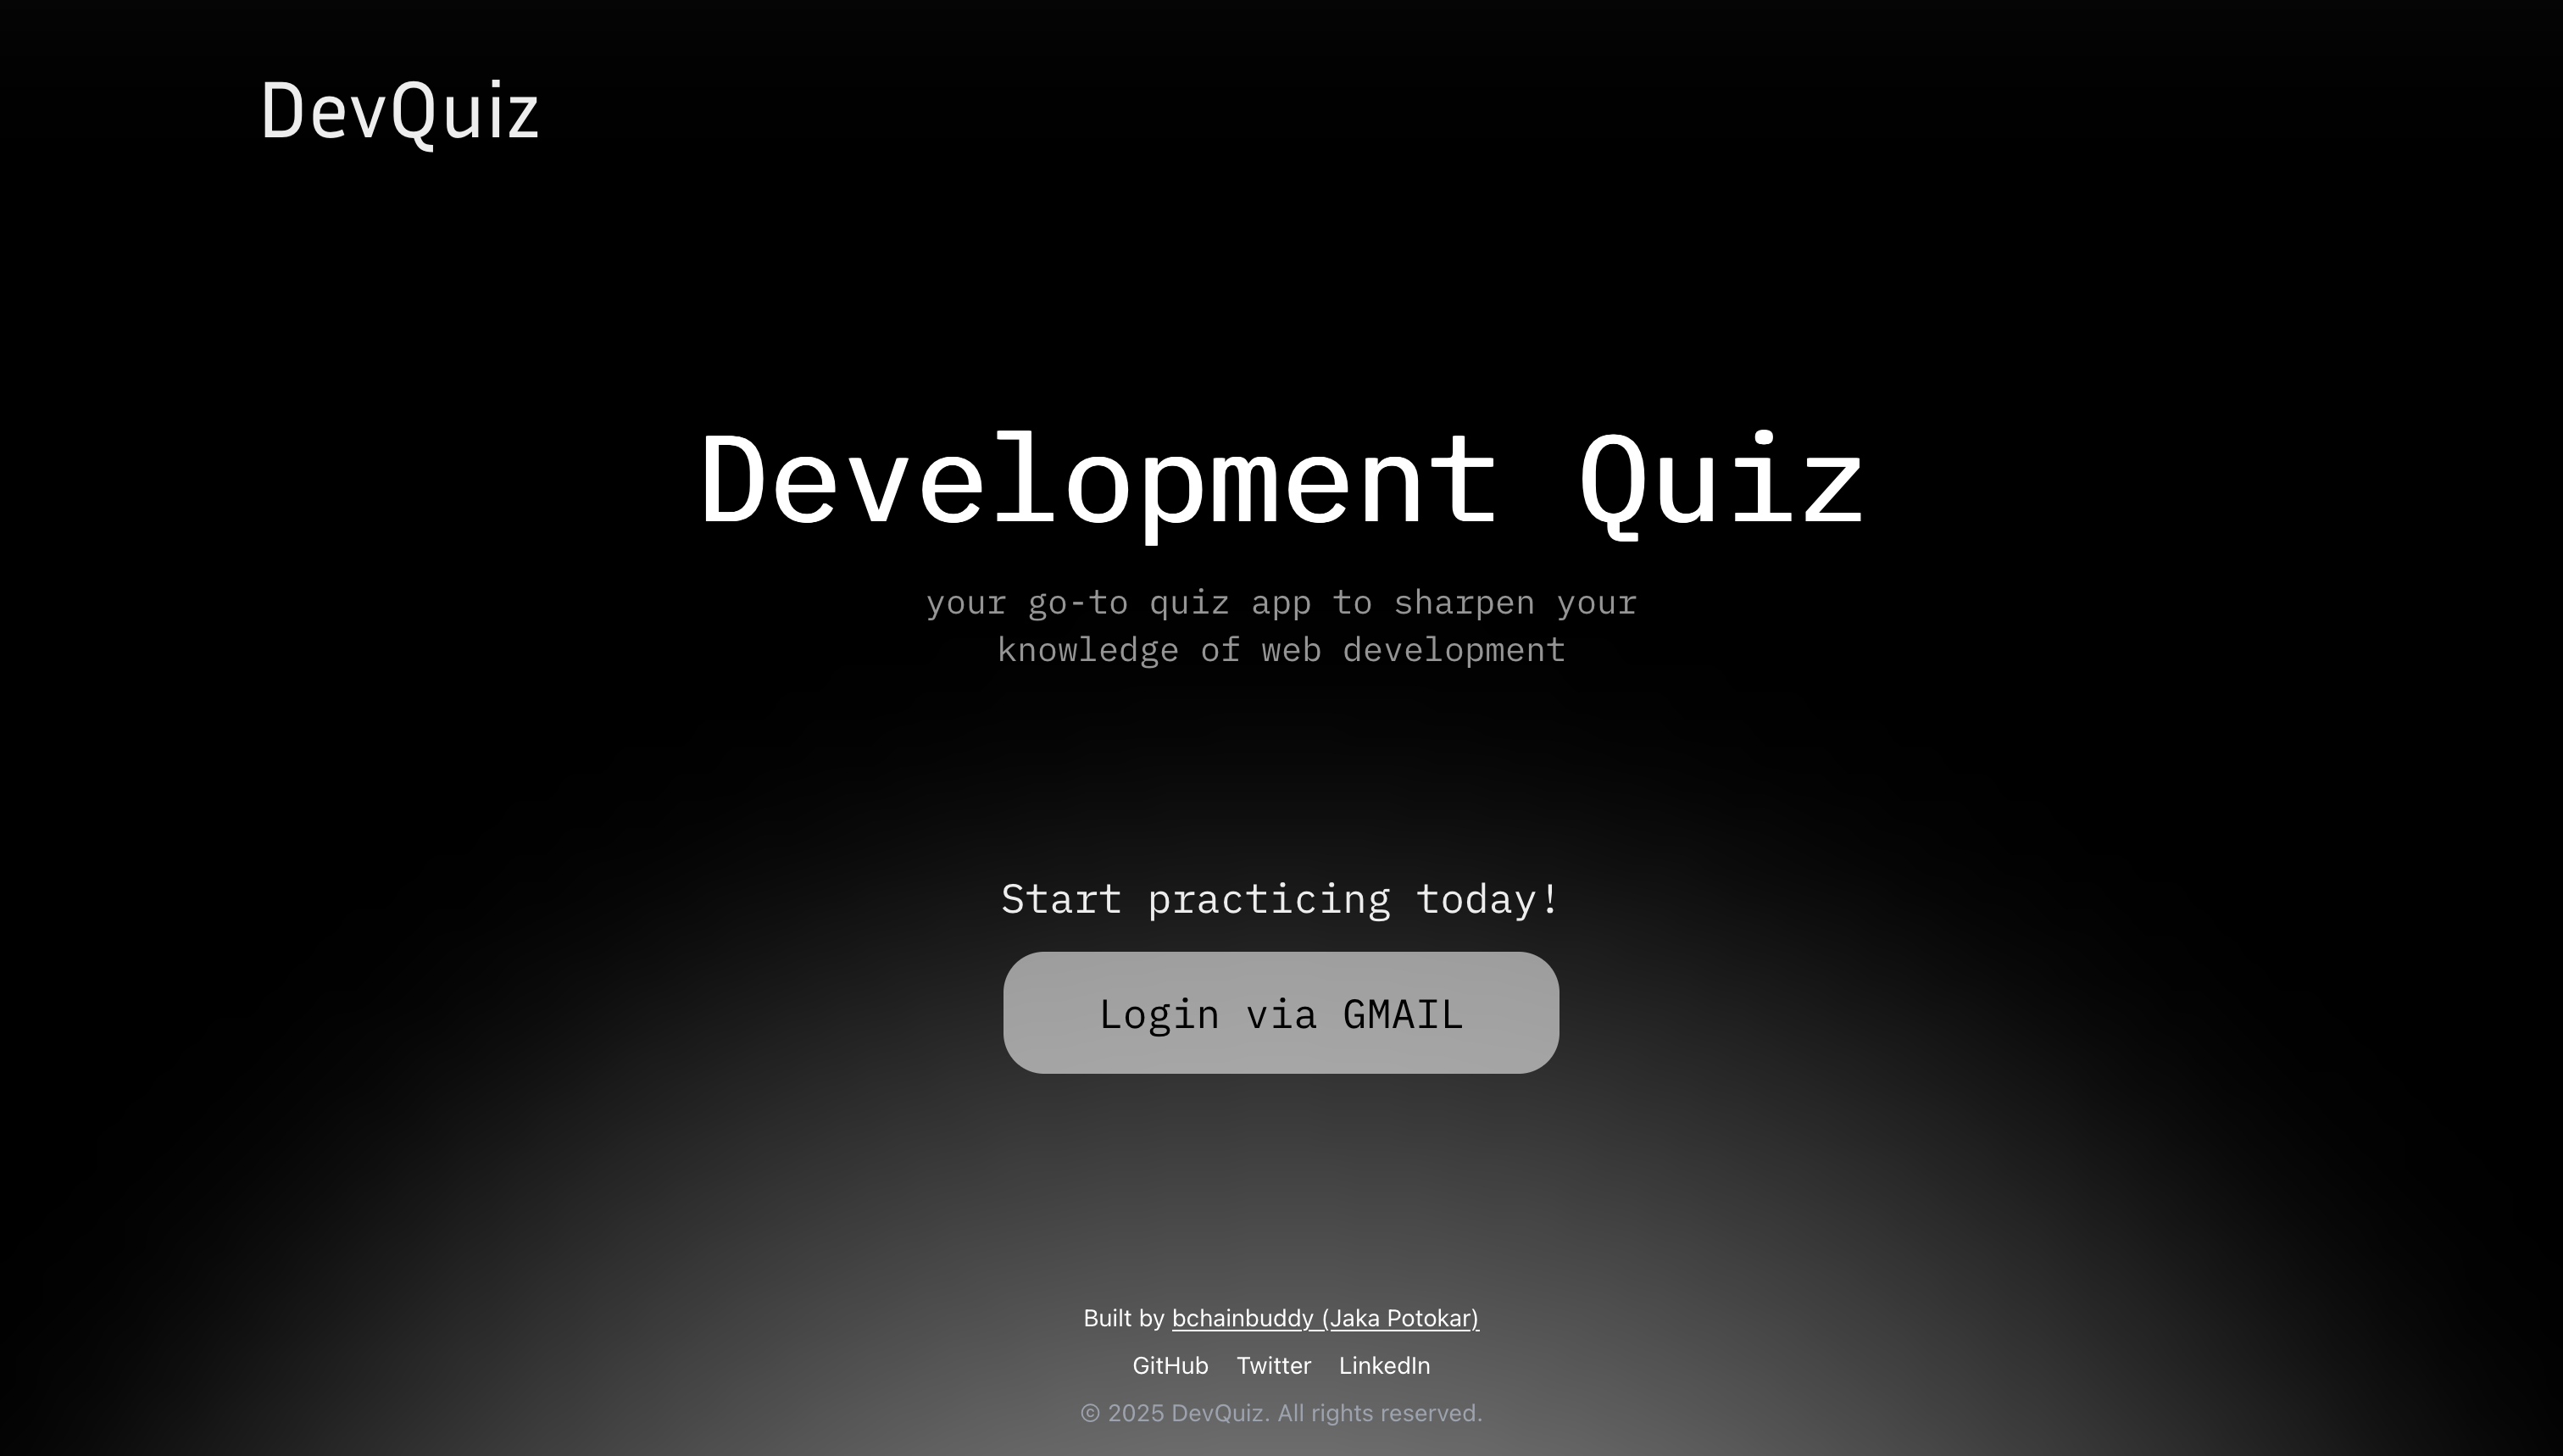 DevQuiz
Development Quiz
your go-to quiz app to sharpen your
knowledge of web development
Start practicing today!
Login via GMAIL
Built by bchainbuddy (Jaka Potokar)
GitHub Twitter LinkedIn
© 2025 DevQuiz. All rights reserved.